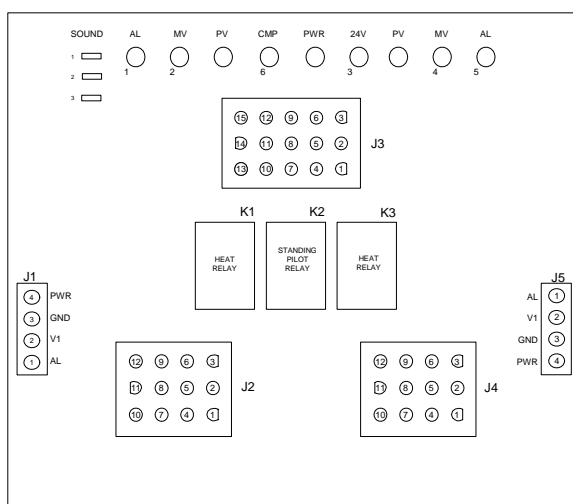 SOUND AL MV PV CMP PWR 24V PV MV AL
1
1 2 6 3 4 5
2
3
15 12 9 6 3
14 11 8 5 2
13 10 7 4 1
J3
K1 K2 K3
HEAT
RELAY
STANDING
PILOT
RELAY
HEAT
RELAY
J1
4 PWR
3 GND
2 V1
1 AL
J5
AL 1
V1 2
GND 3
PWR 4
12 9 6 3
11 8 5 2
10 7 4 1
J2
12 9 6 3
11 8 5 2
10 7 4 1
J4